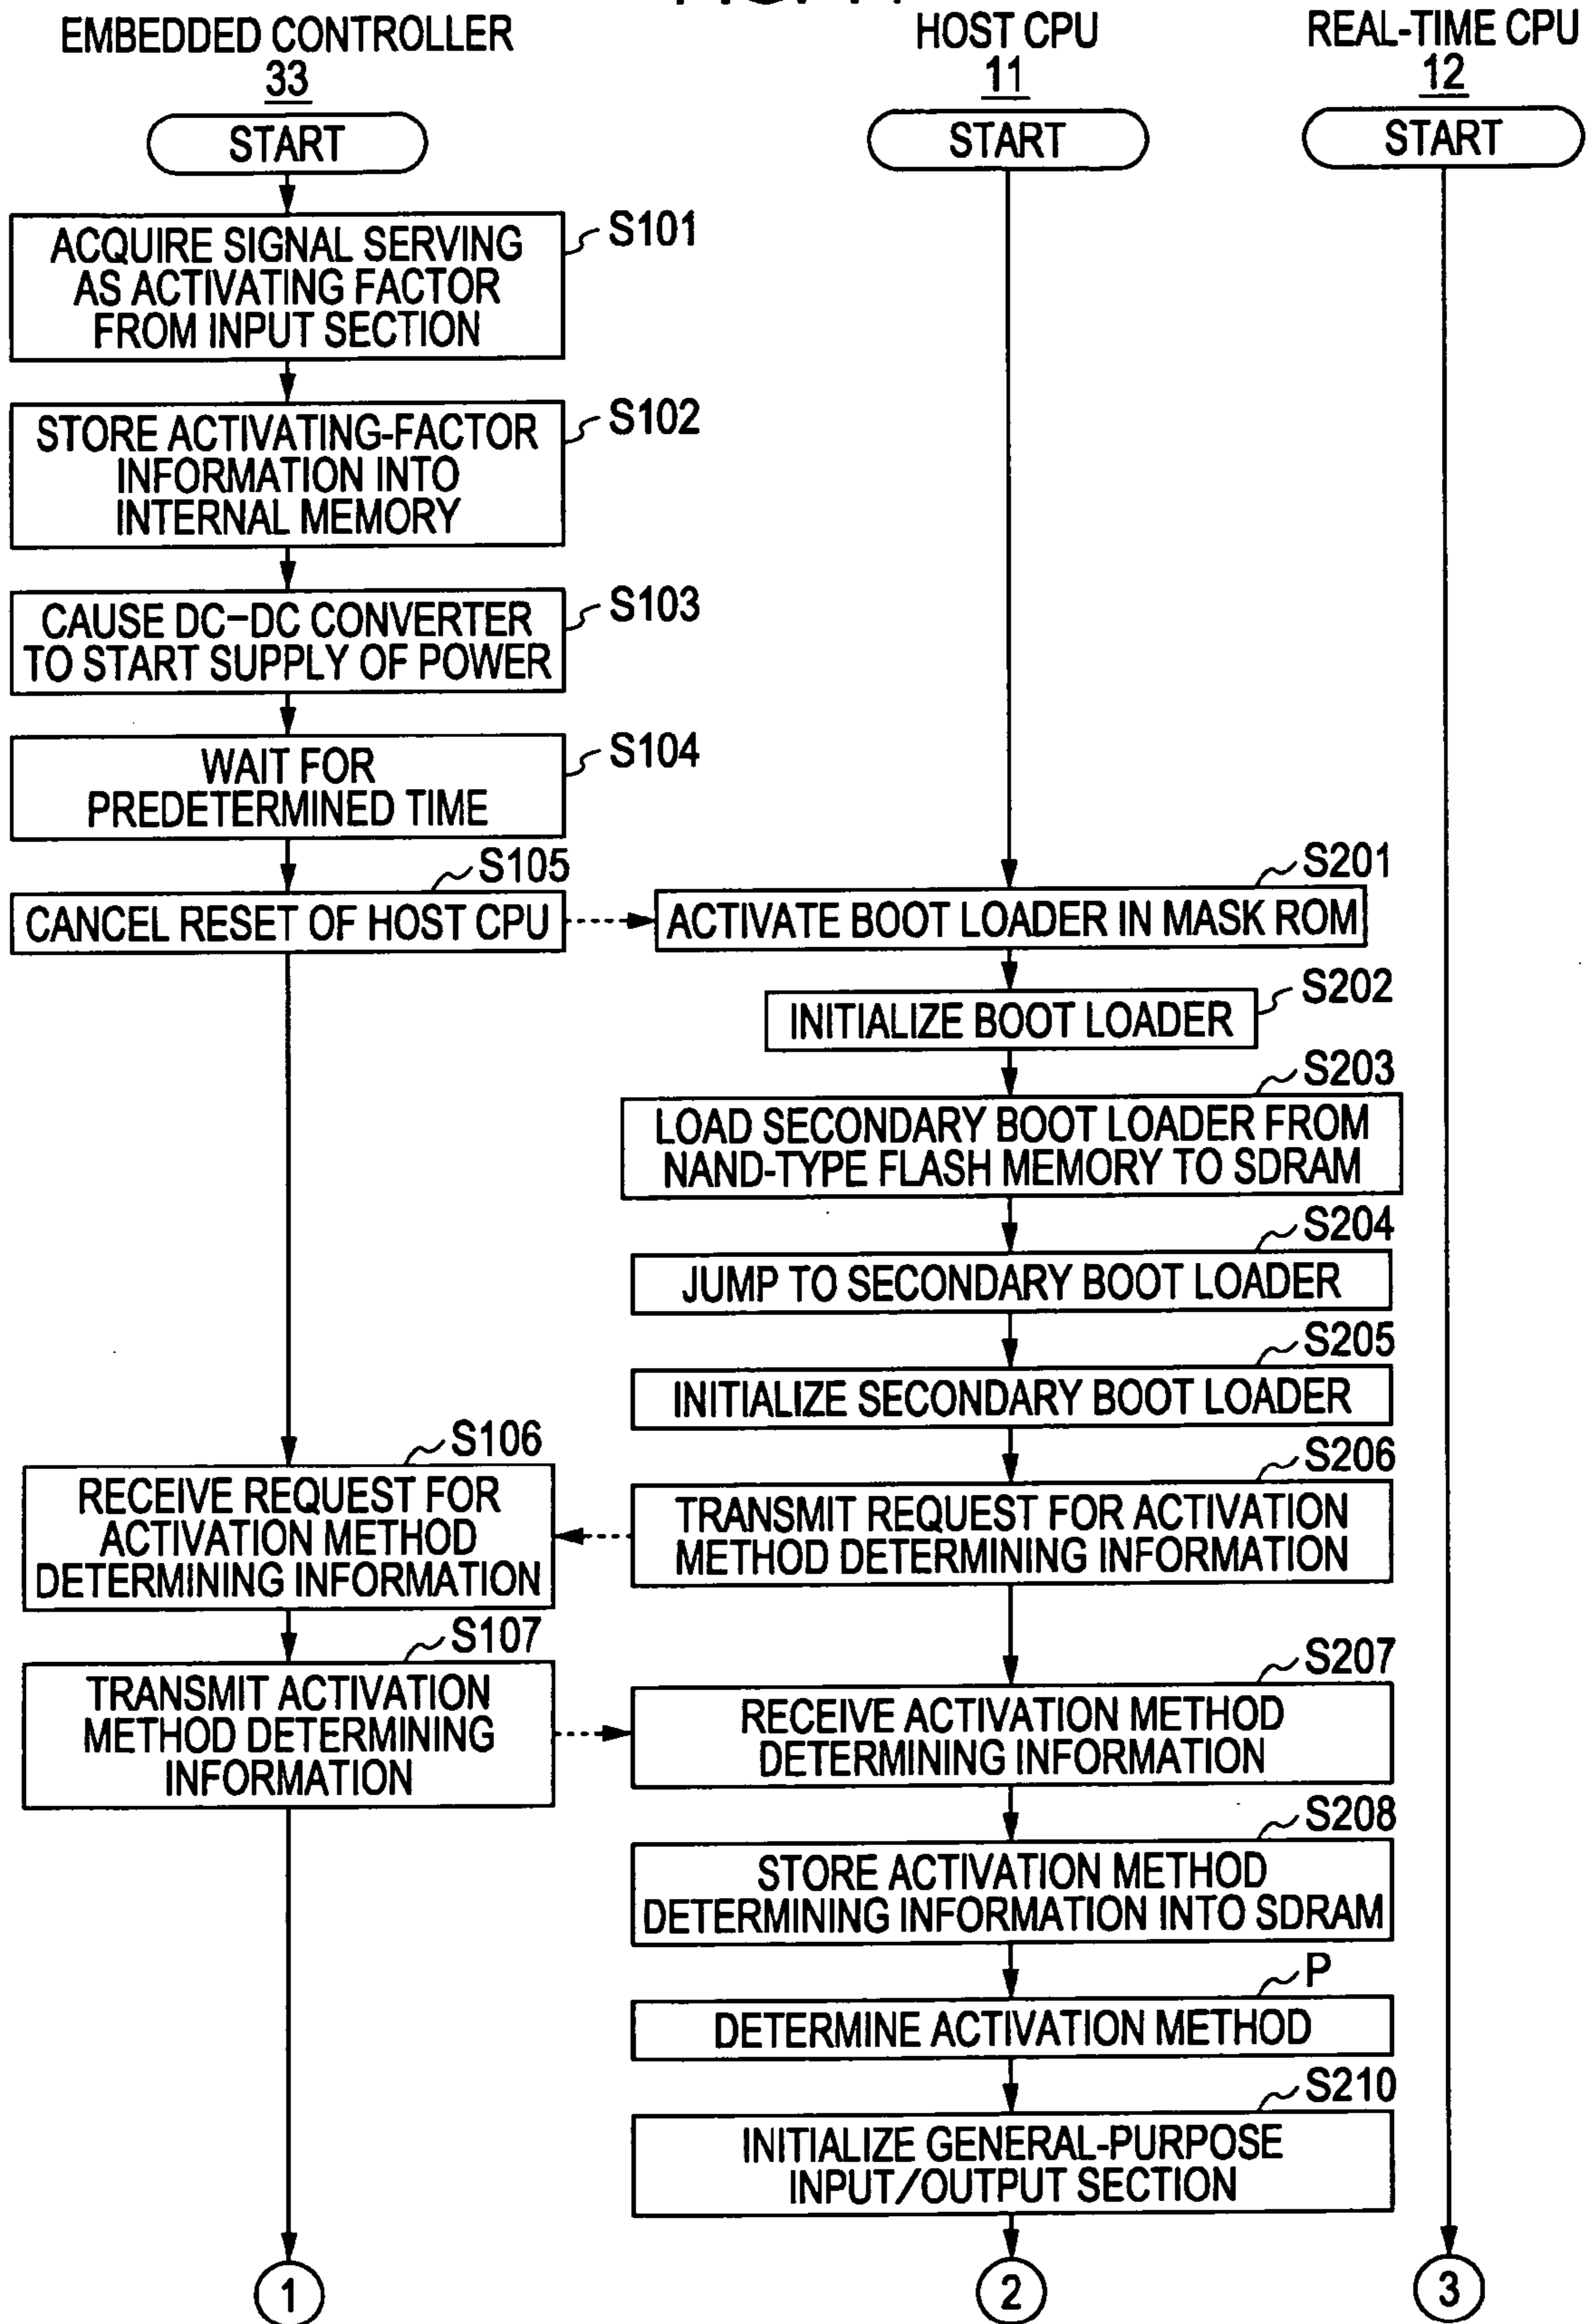 EMBEDDED CONTROLLER
33
HOST CPU
11
REAL-TIME CPU
12
START
START
START
ACQUIRE SIGNAL SERVING
AS ACTIVATING FACTOR
FROM INPUT SECTION
S101
STORE ACTIVATING-FACTOR
INFORMATION INTO
INTERNAL MEMORY
S102
CAUSE DC-DC CONVERTER
TO START SUPPLY OF POWER
S103
WAIT FOR
PREDETERMINED TIME
S104
S105
CANCEL RESET OF HOST CPU
S201
ACTIVATE BOOT LOADER IN MASK ROM
S202
INITIALIZE BOOT LOADER
S203
LOAD SECONDARY BOOT LOADER FROM
NAND-TYPE FLASH MEMORY TO SDRAM
S204
JUMP TO SECONDARY BOOT LOADER
S205
INITIALIZE SECONDARY BOOT LOADER
S106
RECEIVE REQUEST FOR
ACTIVATION METHOD
DETERMINING INFORMATION
S206
TRANSMIT REQUEST FOR ACTIVATION
METHOD DETERMINING INFORMATION
S107
TRANSMIT ACTIVATION
METHOD DETERMINING
INFORMATION
S207
RECEIVE ACTIVATION METHOD
DETERMINING INFORMATION
S208
STORE ACTIVATION METHOD
DETERMINING INFORMATION INTO SDRAM
P
DETERMINE ACTIVATION METHOD
S210
INITIALIZE GENERAL-PURPOSE
INPUT/OUTPUT SECTION
1
2
3